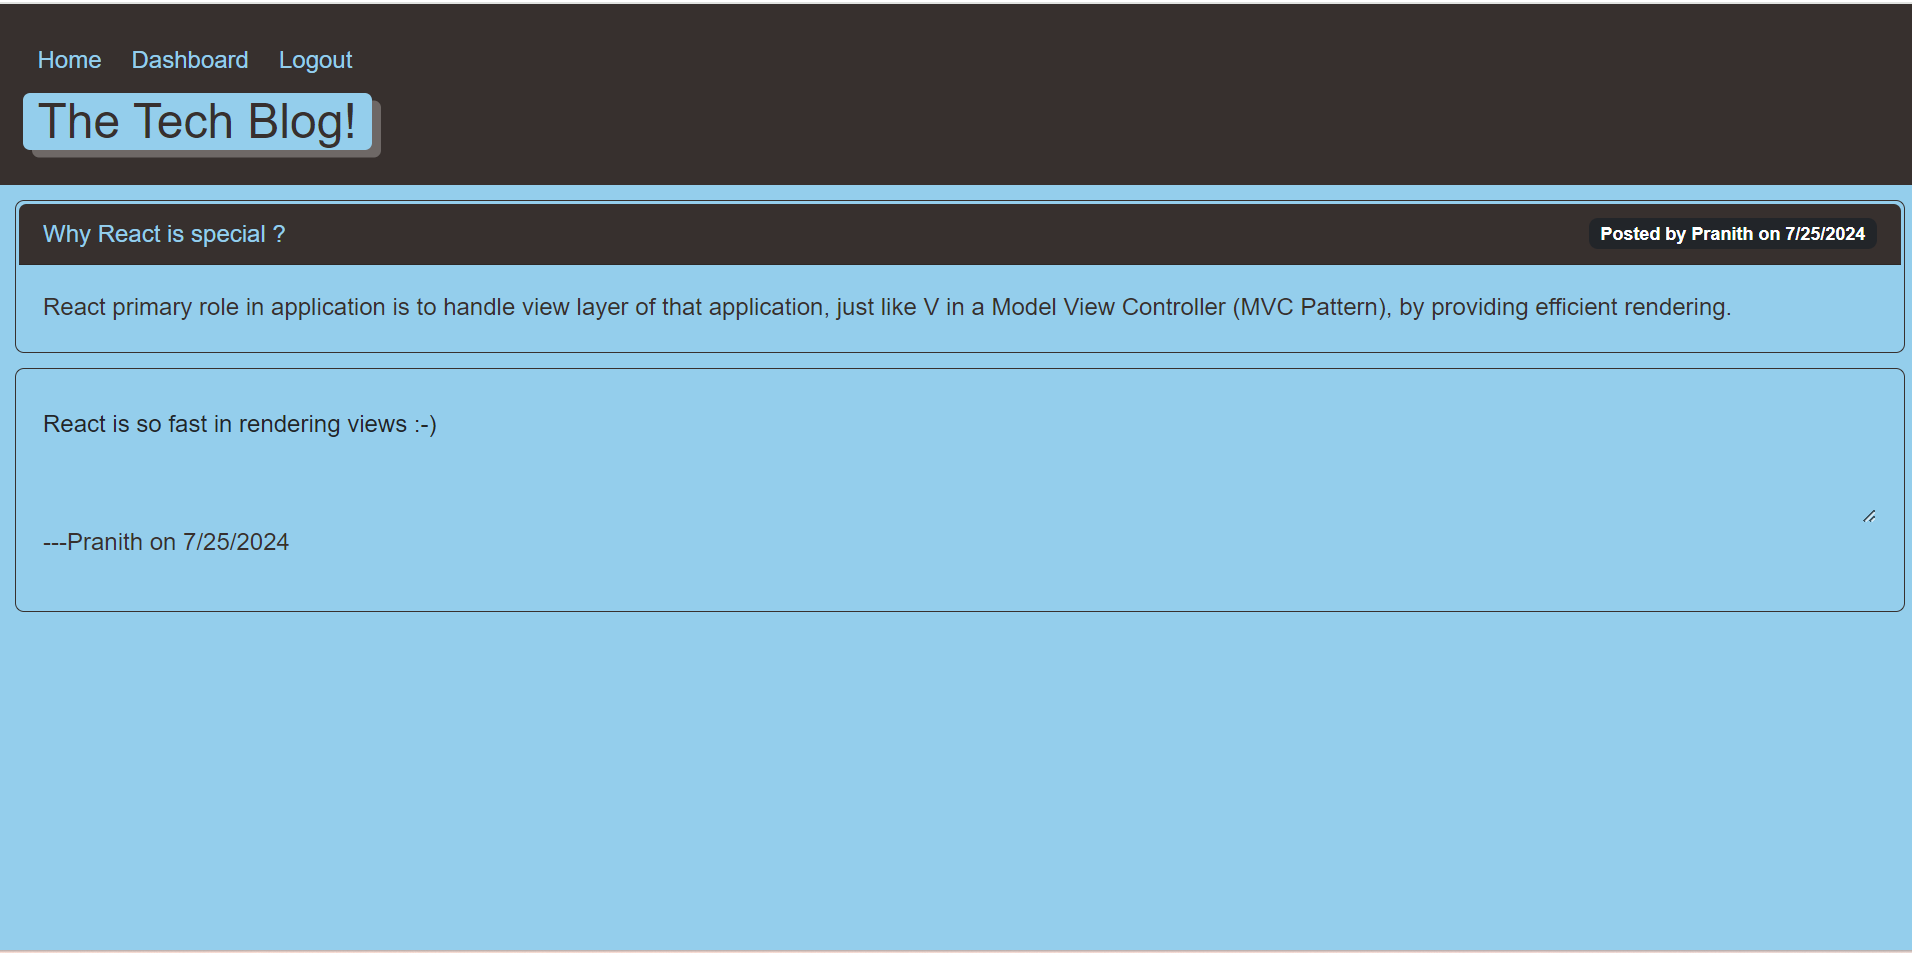 Home Dashboard Logout
The Tech Blog!
Why React is special ? Posted by Pranith on 7/25/2024
React primary role in application is to handle view layer of that application, just like V in a Model View Controller (MVC Pattern), by providing efficient rendering.
React is so fast in rendering views :-)
---Pranith on 7/25/2024